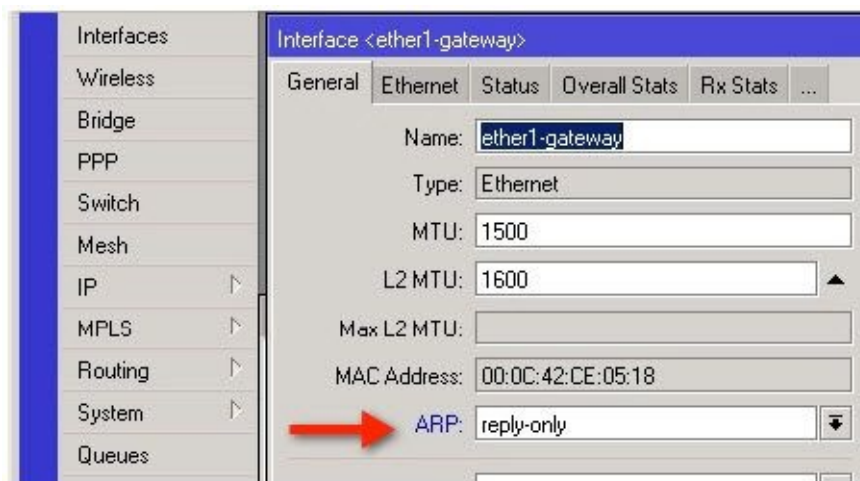 Interfaces
Wireless
Bridge
PPP
Switch
Mesh
IP
MPLS
Routing
System
Queues
Interface <ether1-gateway>
General Ethernet Status Overall Stats Rx Stats ...
Name: ether1-gateway
Type: Ethernet
MTU: 1500
L2 MTU: 1600
Max L2 MTU:
MAC Address: 00:0C:42:CE:05:18
ARP: reply-only